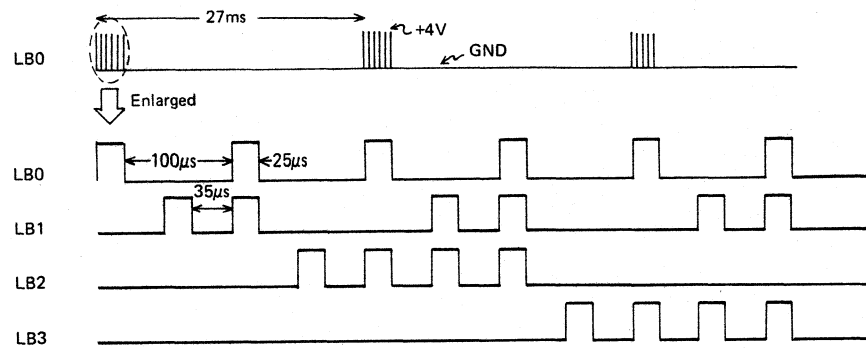 27ms
+4V
LB0
GND
Enlarged
LB0
100μs
25μs
35μs
LB1
LB2
LB3